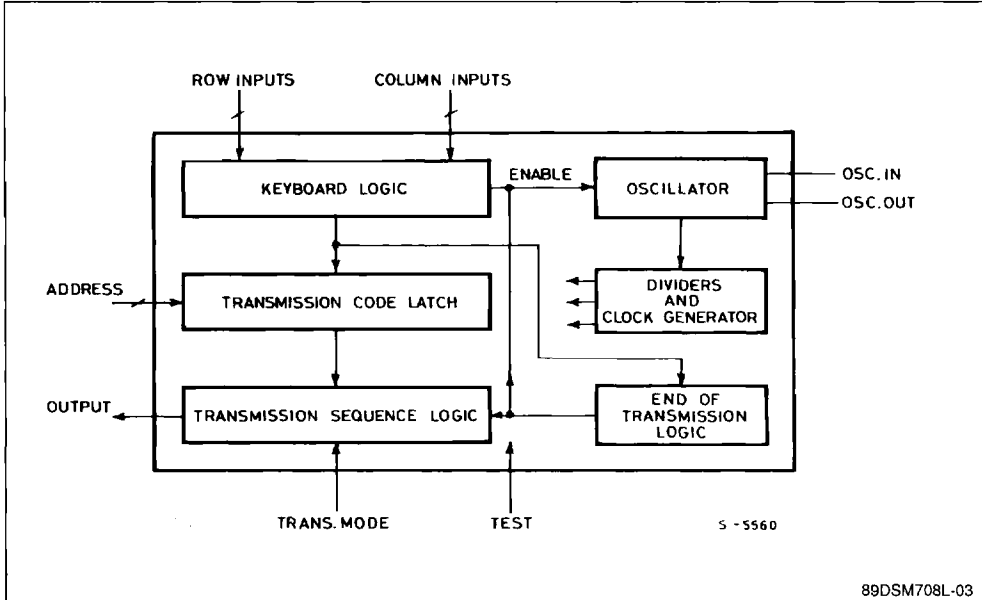 ROW INPUTS
COLUMN INPUTS
KEYBOARD LOGIC
ENABLE
OSCILLATOR
OSC. IN
OSC.OUT
ADDRESS
TRANSMISSION CODE LATCH
DIVIDERS
AND
CLOCK GENERATOR
OUTPUT
TRANSMISSION SEQUENCE LOGIC
END OF
TRANSMISSION
LOGIC
TRANS. MODE
TEST
S - 5560
89DSM708L-03